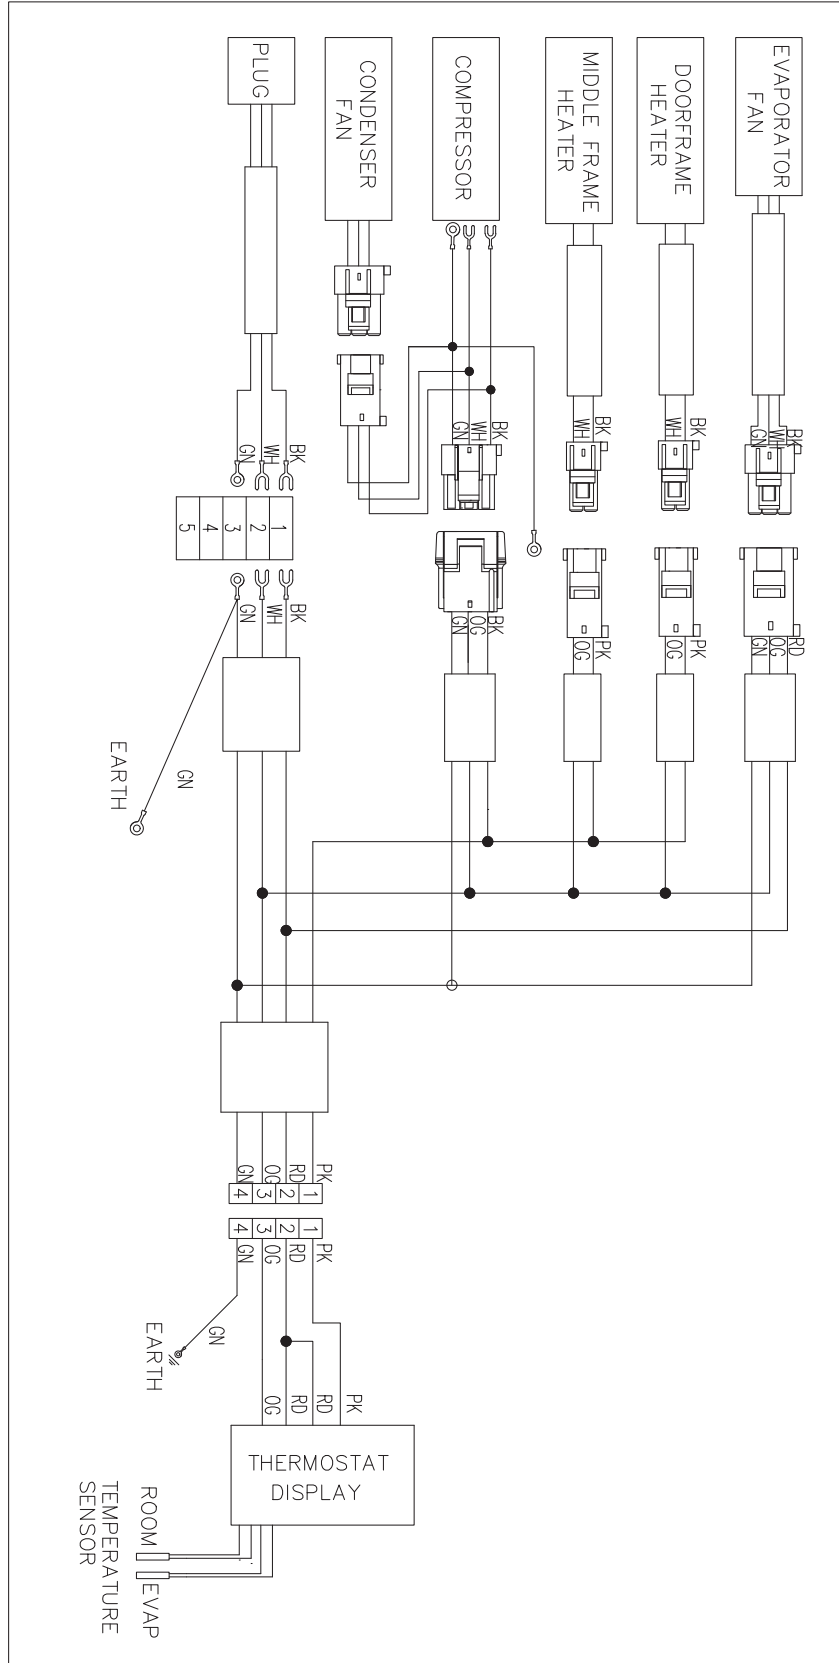 PLUG
CONDENSER
FAN
COMPRESSOR
MIDDLE FRAME
HEATER
DOORFRAME
HEATER
EVAPORATOR
FAN
GN
WH
BK
GN
WH
BK
WH
BK
WH
BK
GN
WH
BK
5
4
3
2
1
GN
WH
BK
GN
OG
BK
OG
PK
OG
PK
GN
OG
RD
EARTH
GN
GN
OG
RD
PK
4
3
2
1
4
3
2
1
GN
OG
RD
PK
EARTH
GN
OG
RD
RD
PK
THERMOSTAT
DISPLAY
ROOM
EVAP
TEMPERATURE
SENSOR